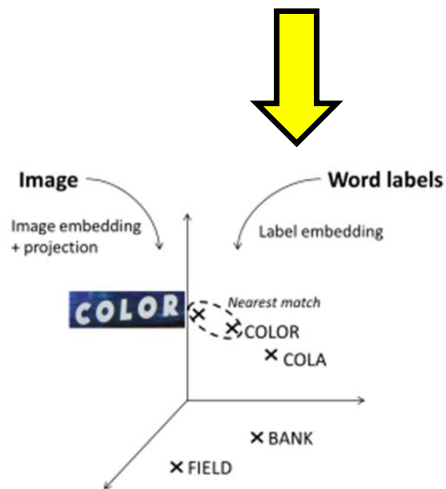 Image
Word labels
Image embedding
+ projection
Label embedding
Nearest match
COLOR
COLOR
COLA
BANK
FIELD